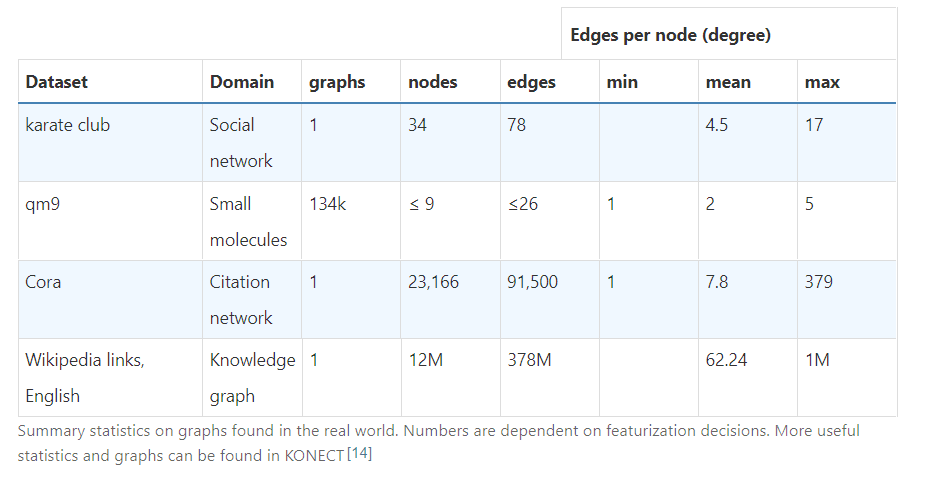 Edges per node (degree)
Dataset Domain graphs nodes edges min mean max
karate club Social network 1 34 78 4.5 17
qm9 Small molecules 134k ≤ 9 ≤26 1 2 5
Cora Citation network 1 23,166 91,500 1 7.8 379
Wikipedia links, English Knowledge graph 1 12M 378M 62.24 1M
Summary statistics on graphs found in the real world. Numbers are dependent on featurization decisions. More useful
statistics and graphs can be found in KONECT[14]